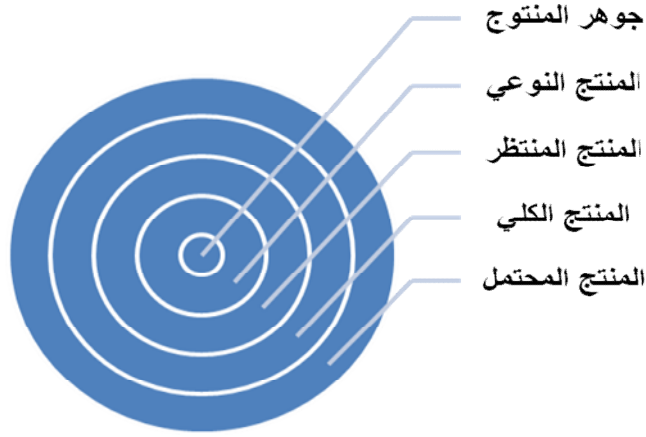 جوهر المنتوج
المنتج النوعي
المنتج المنتظر
المنتج الكلي
المنتج المحتمل